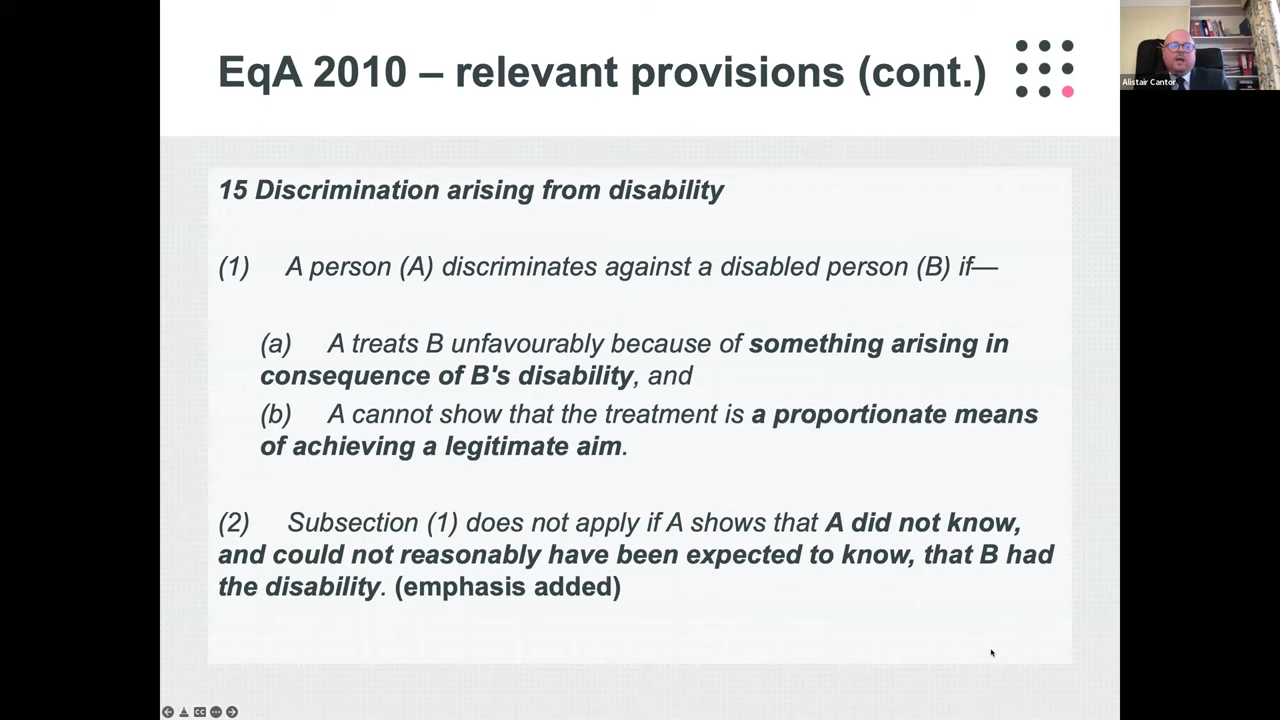 EqA 2010 – relevant provisions (cont.)
Alistair Cantor
15 Discrimination arising from disability
(1) A person (A) discriminates against a disabled person (B) if—
(a) A treats B unfavourably because of something arising in
consequence of B's disability, and
(b) A cannot show that the treatment is a proportionate means
of achieving a legitimate aim.
(2) Subsection (1) does not apply if A shows that A did not know,
and could not reasonably have been expected to know, that B had
the disability. (emphasis added)
CC